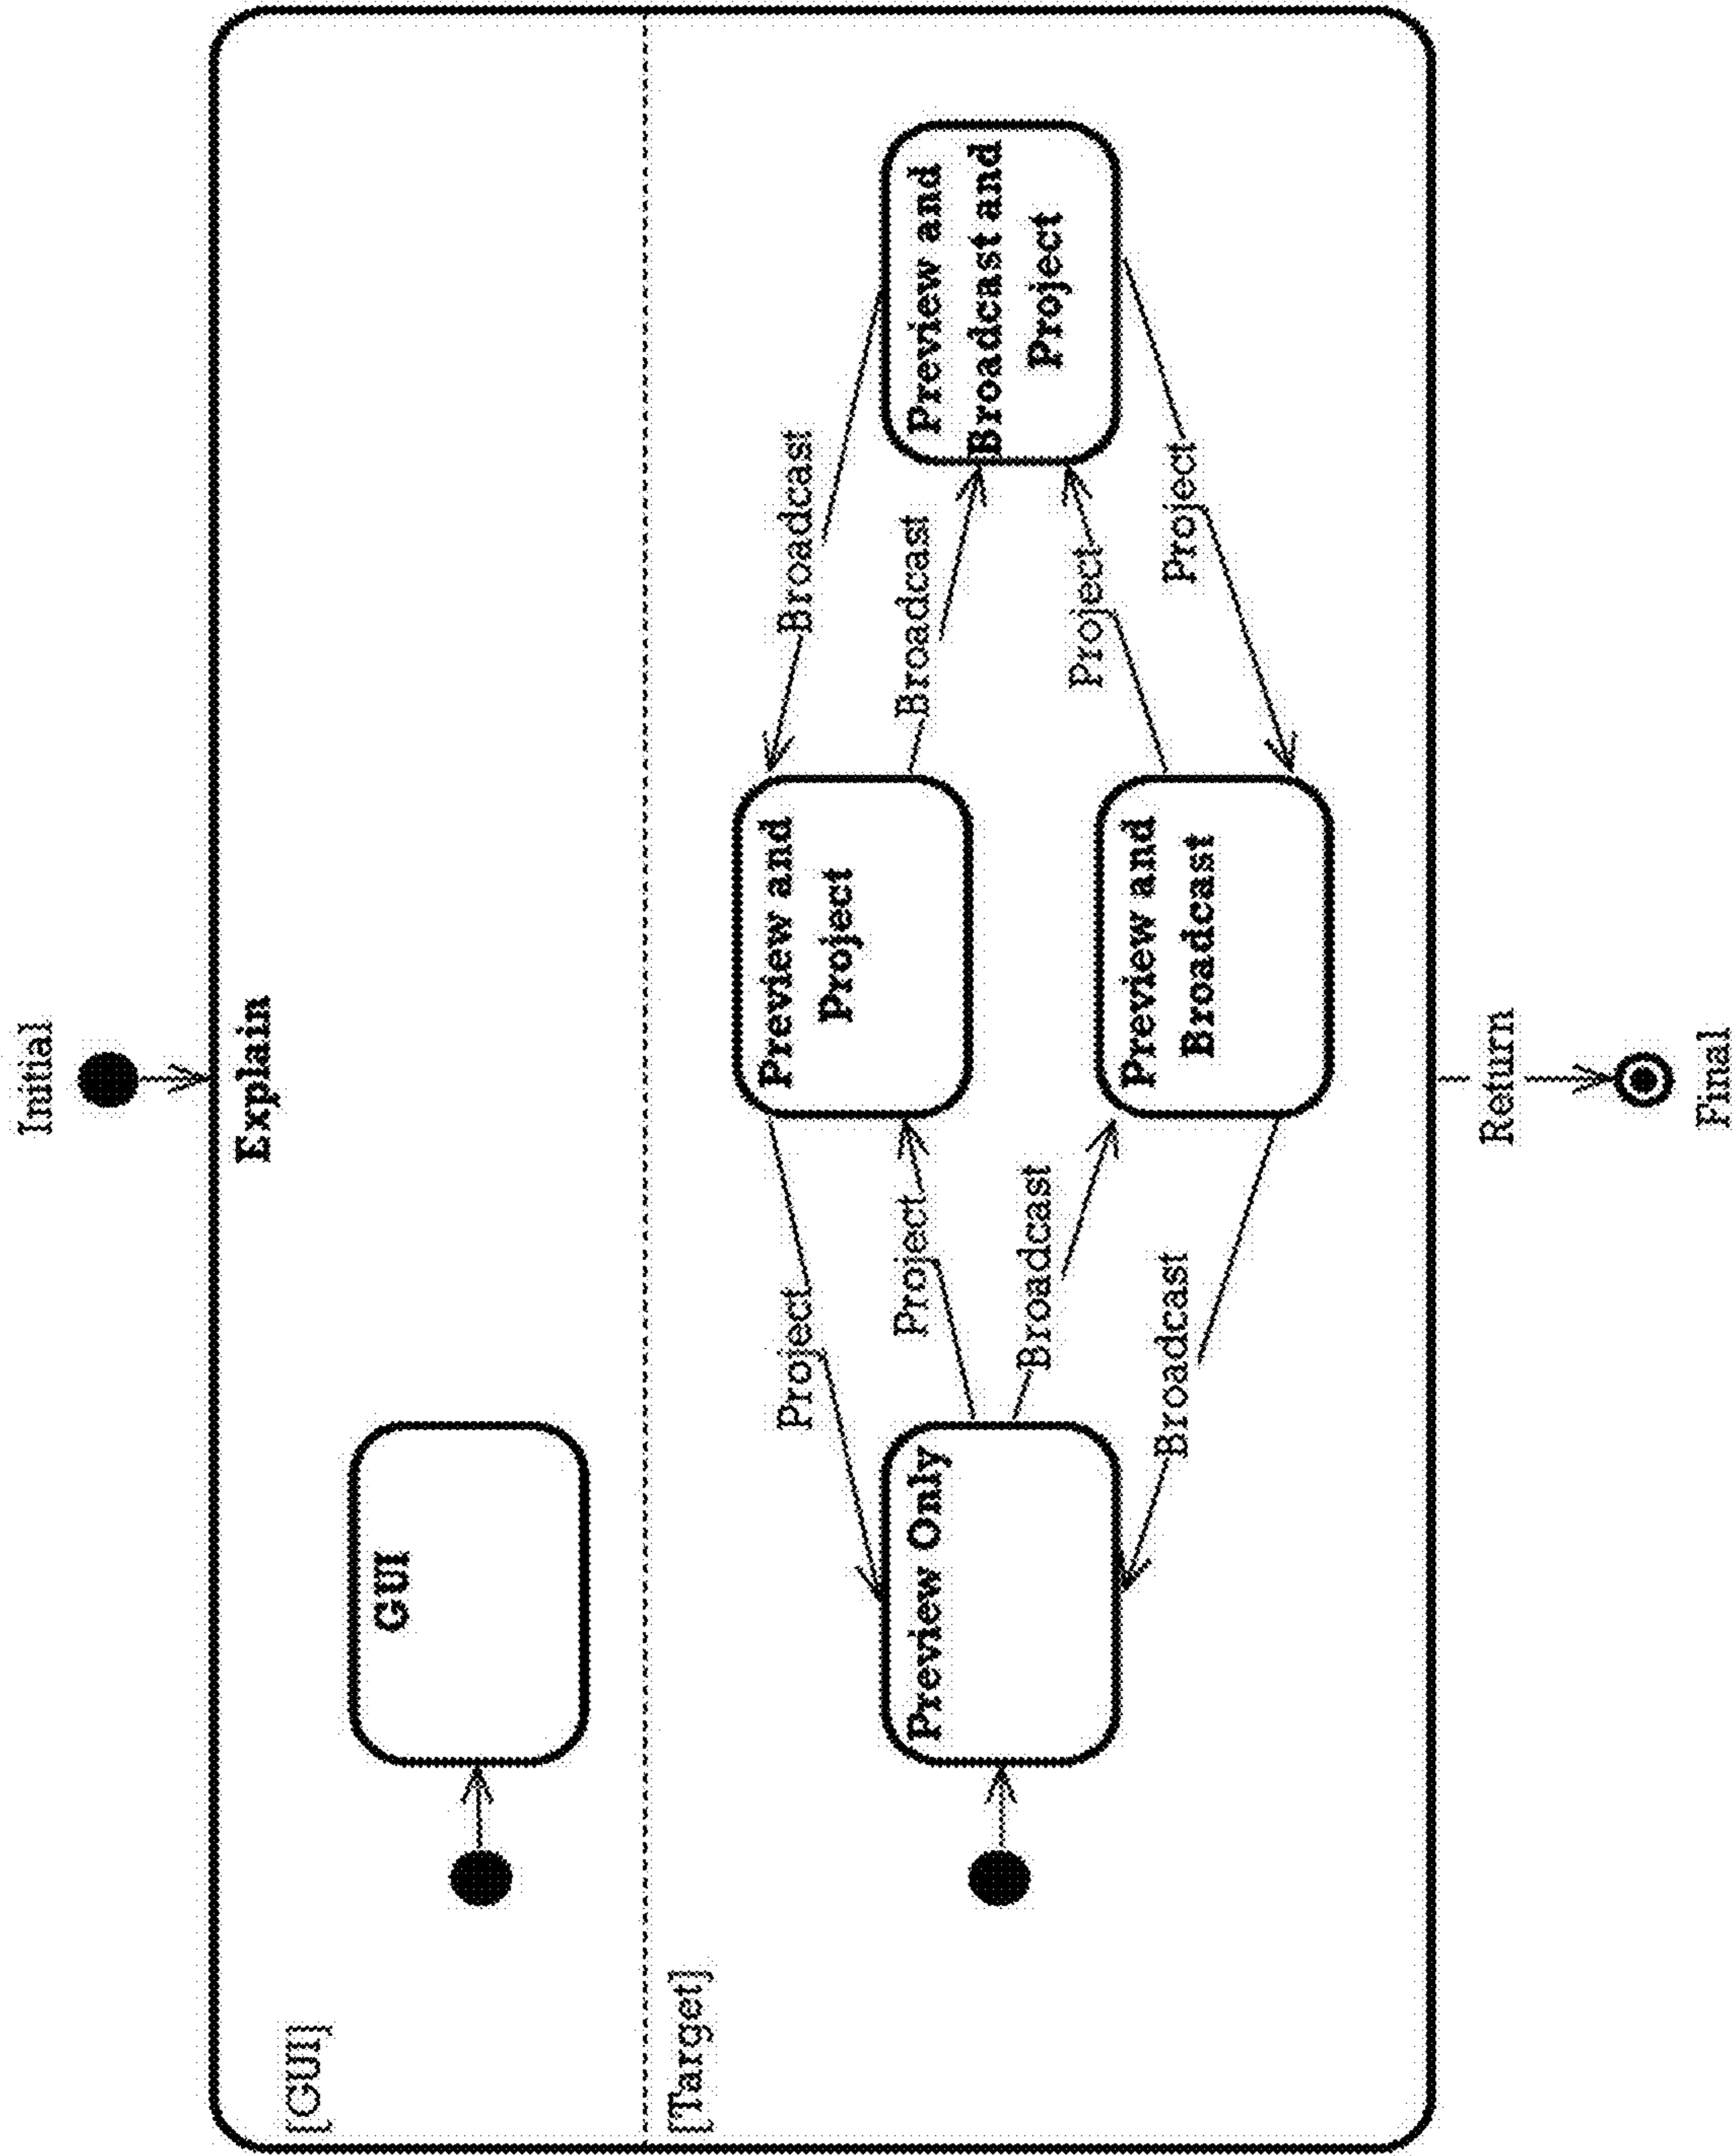 Initial
Explain
[GUI]
GUI
[Target]
Project
Preview and
Project
Broadcast
Project
Broadcast
Preview Only
Preview and
Broadcast and
Project
Broadcast
Project
Broadcast
Preview and
Broadcast
Project
Return
Final